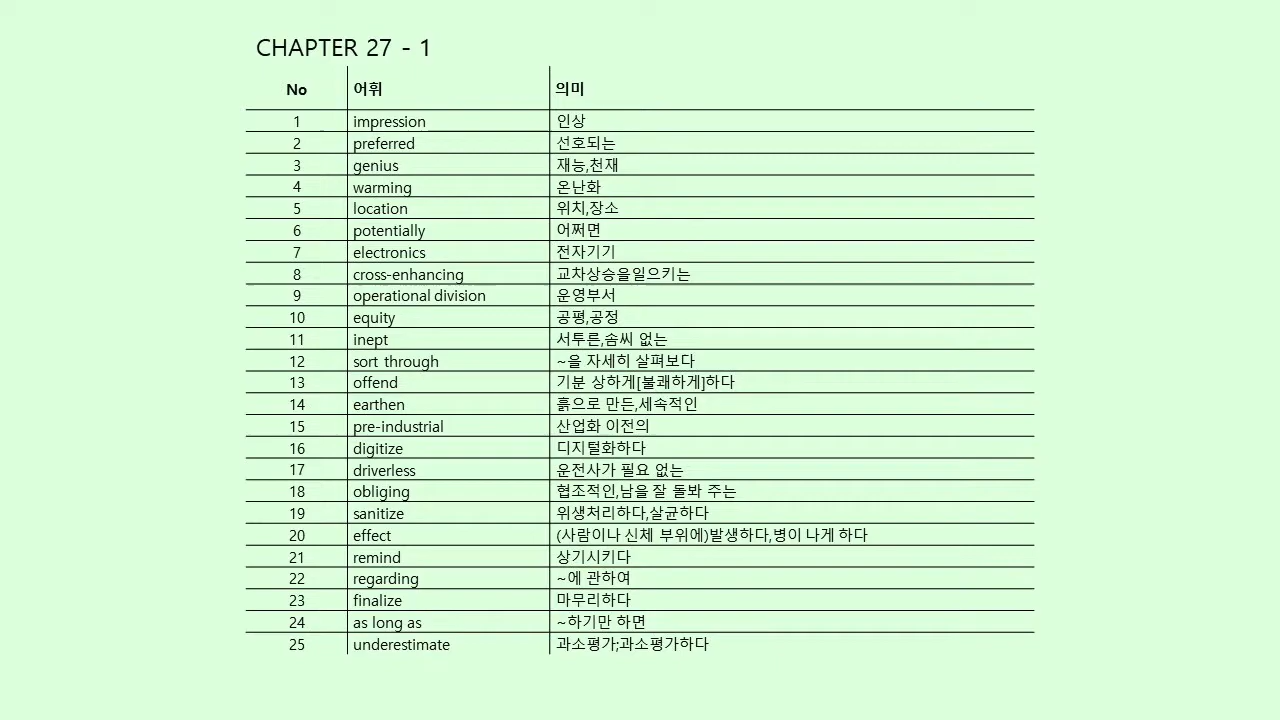 CHAPTER 27 - 1
No 어휘 의미
1 impression 인상
2 preferred 선호되는
3 genius 재능,천재
4 warming 온난화
5 location 위치,장소
6 potentially 어쩌면
7 electronics 전자기기
8 cross-enhancing 교차상승을일으키는
9 operational division 운영부서
10 equity 공평,공정
11 inept 서투른,솜씨 없는
12 sort through ~을 자세히 살펴보다
13 offend 기분 상하게[불쾌하게]하다
14 earthen 흙으로 만든,세속적인
15 pre-industrial 산업화 이전의
16 digitize 디지털화하다
17 driverless 운전사가 필요 없는
18 obliging 협조적인,남을 잘 돌봐 주는
19 sanitize 위생처리하다,살균하다
20 effect (사람이나 신체 부위에)발생하다,병이 나게 하다
21 remind 상기시키다
22 regarding ~에 관하여
23 finalize 마무리하다
24 as long as ~하기만 하면
25 underestimate 과소평가;과소평가하다